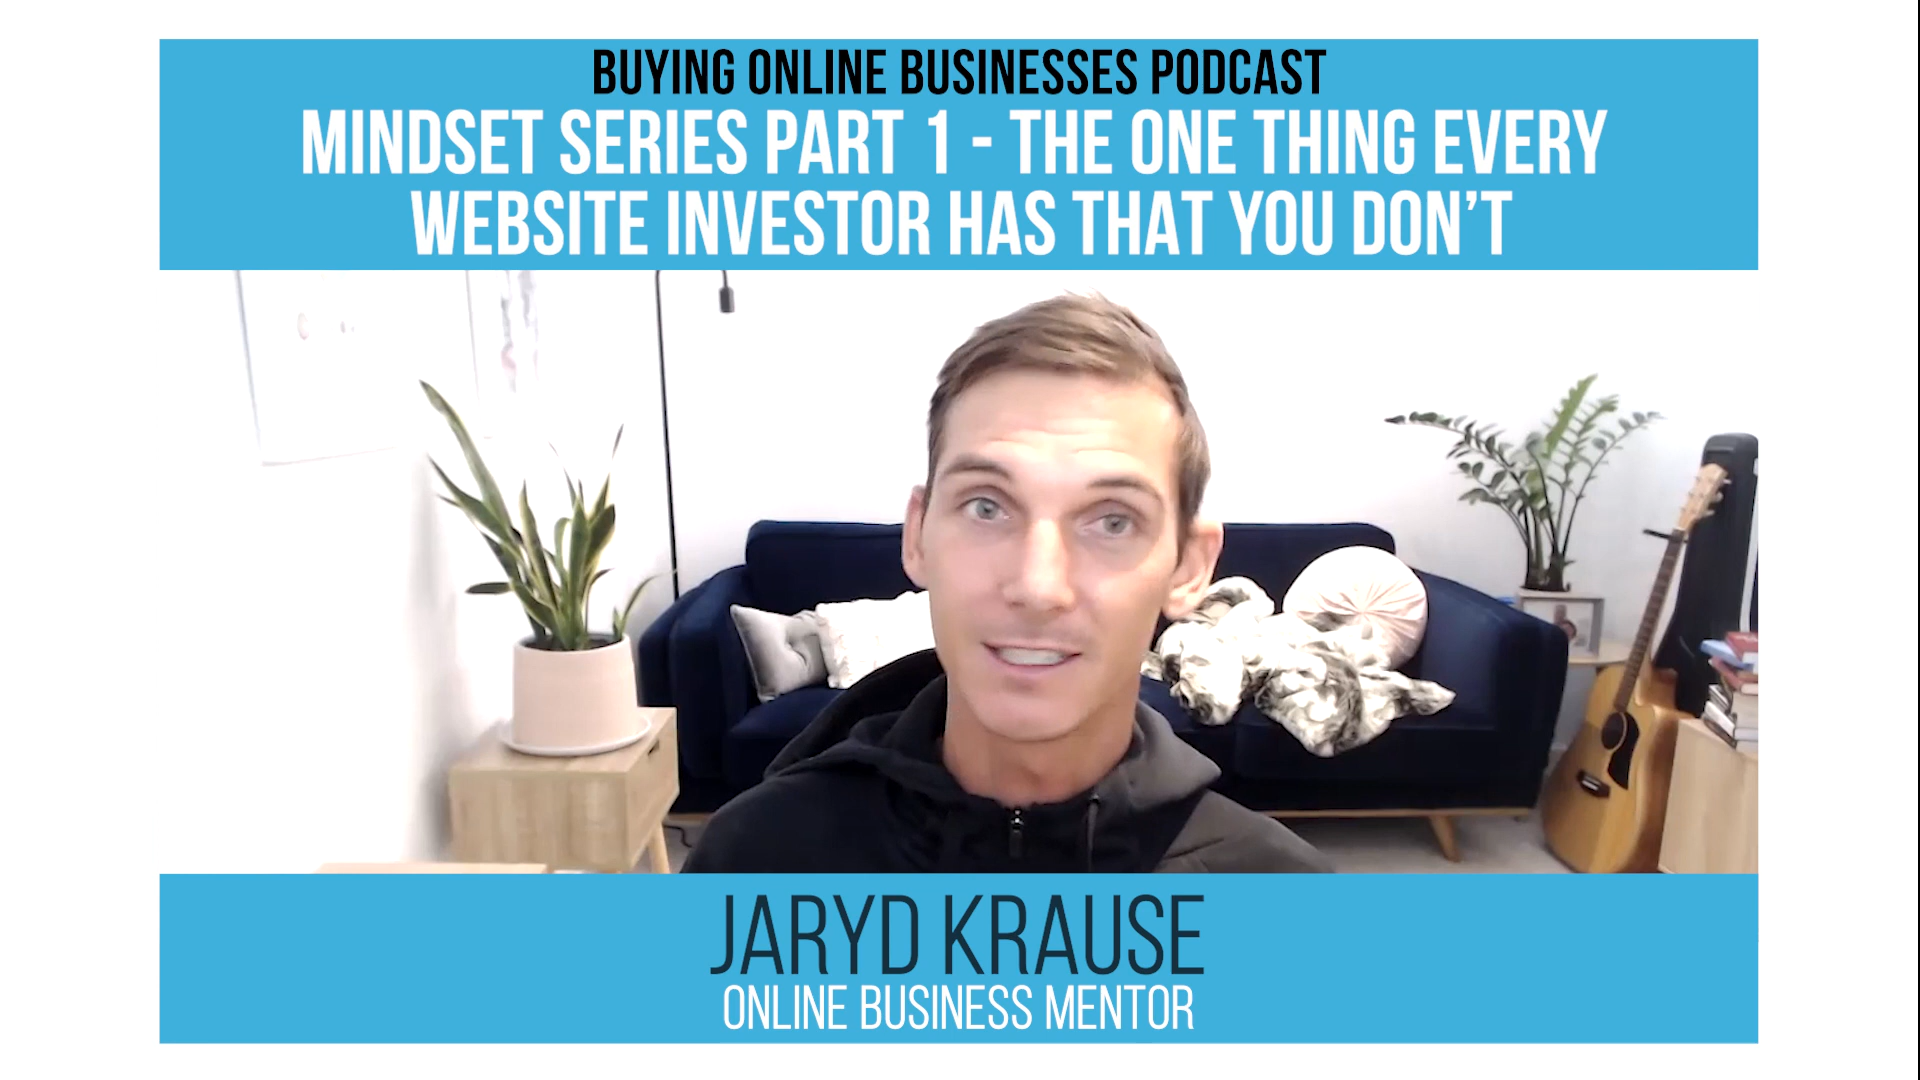 BUYING ONLINE BUSINESSES PODCAST
MINDSET SERIES PART 1 - THE ONE THING EVERY
WEBSITE INVESTOR HAS THAT YOU DON'T
JARYD KRAUSE
ONLINE BUSINESS MENTOR